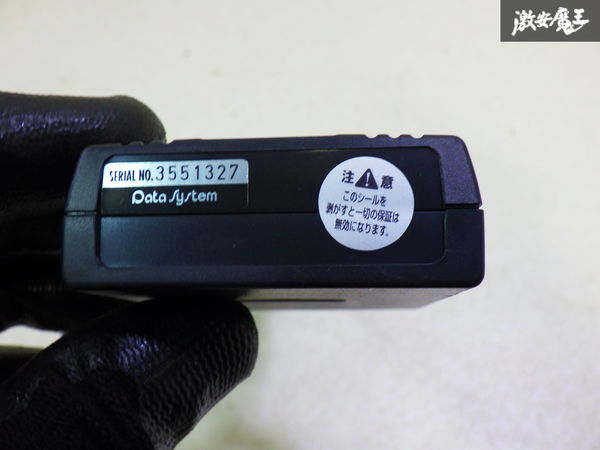 激安魔王
SERIAL NO. 3551327
Data System
注 ! 意
このシールを
剥がすと一切の保証は
無効になります。